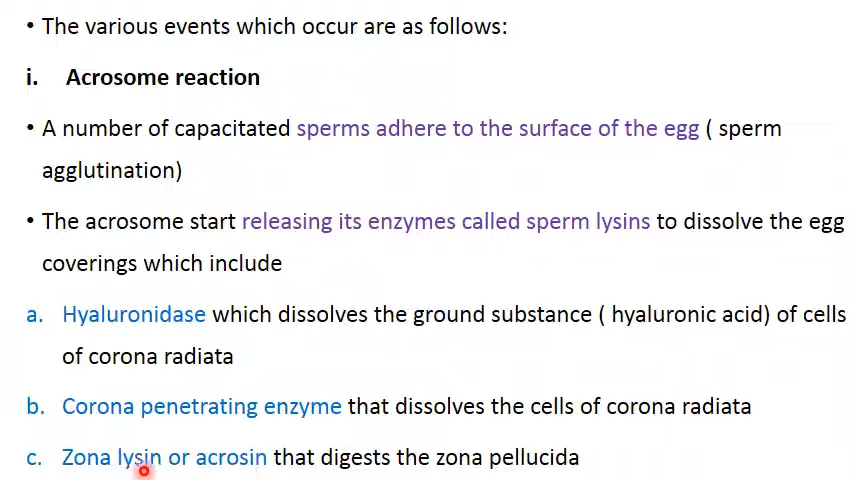 • The various events which occur are as follows:
i. Acrosome reaction
• A number of capacitated sperms adhere to the surface of the egg ( sperm
agglutination)
• The acrosome start releasing its enzymes called sperm lysins to dissolve the egg
coverings which include
a. Hyaluronidase which dissolves the ground substance ( hyaluronic acid) of cells
of corona radiata
b. Corona penetrating enzyme that dissolves the cells of corona radiata
c. Zona lysin or acrosin that digests the zona pellucida